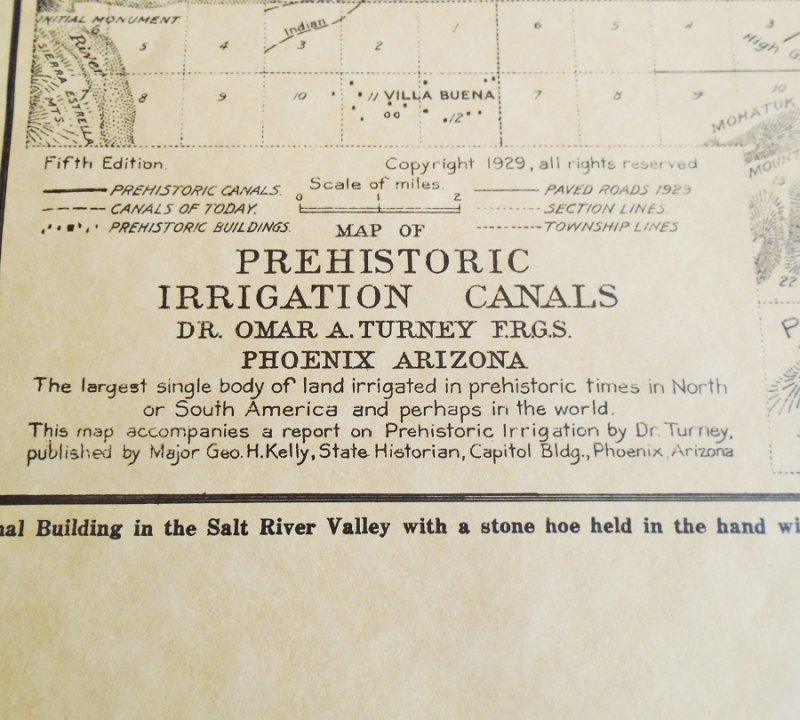 INITIAL MONUMENT
River
SIERRA ESTRELLA MTS.
Indian
1
6
5
4
3
5
4
3
2
High G
8
9
10
11 VILLA BUENA
12
7
8
9
10
MOHATUK
MOUNT
15
22
P
Fifth Edition.
Copyright 1929, all rights reserved
Scale of miles.
0 1 2
PREHISTORIC CANALS.
CANALS OF TODAY.
PREHISTORIC BUILDINGS.
PAVED ROADS 1929
SECTION LINES
TOWNSHIP LINES
MAP OF
PREHISTORIC
IRRIGATION CANALS
DR. OMAR A. TURNEY F.R.G.S.
PHOENIX ARIZONA
The largest single body of land irrigated in prehistoric times in North
or South America and perhaps in the world.
This map accompanies a report on Prehistoric Irrigation by Dr. Turney,
published by Major Geo. H. Kelly, State Historian, Capitol Bldg., Phoenix, Arizona
nal Building in the Salt River Valley with a stone hoe held in the hand wi